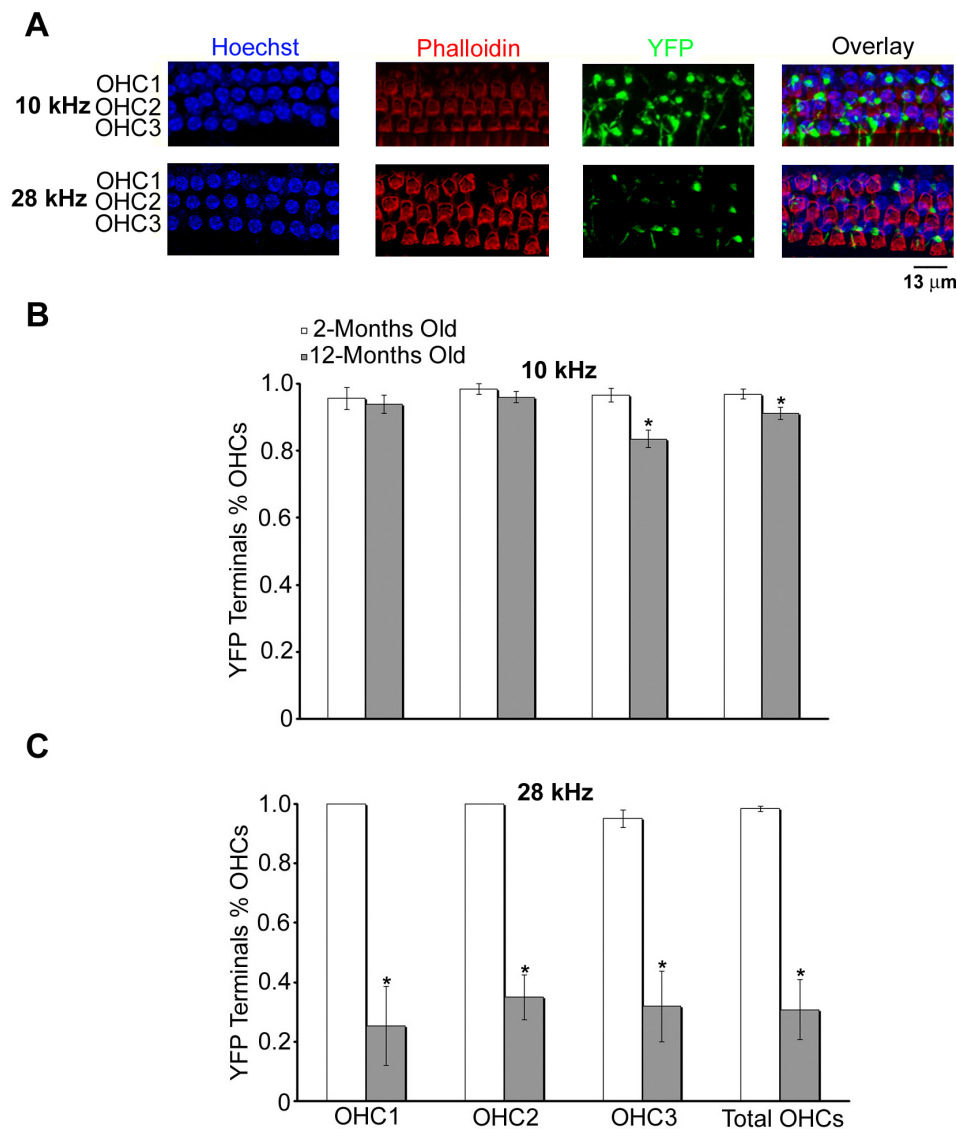 A
Hoechst Phalloidin YFP Overlay
10 kHz
OHC1
OHC2
OHC3
28 kHz
OHC1
OHC2
OHC3
13 μm
B
2-Months Old
12-Months Old
10 kHz
YFP Terminals % OHCs
1.0
0.8
0.6
0.4
0.2
0
*
*
C
28 kHz
YFP Terminals % OHCs
1.0
0.8
0.6
0.4
0.2
0
*
*
*
*
OHC1 OHC2 OHC3 Total OHCs